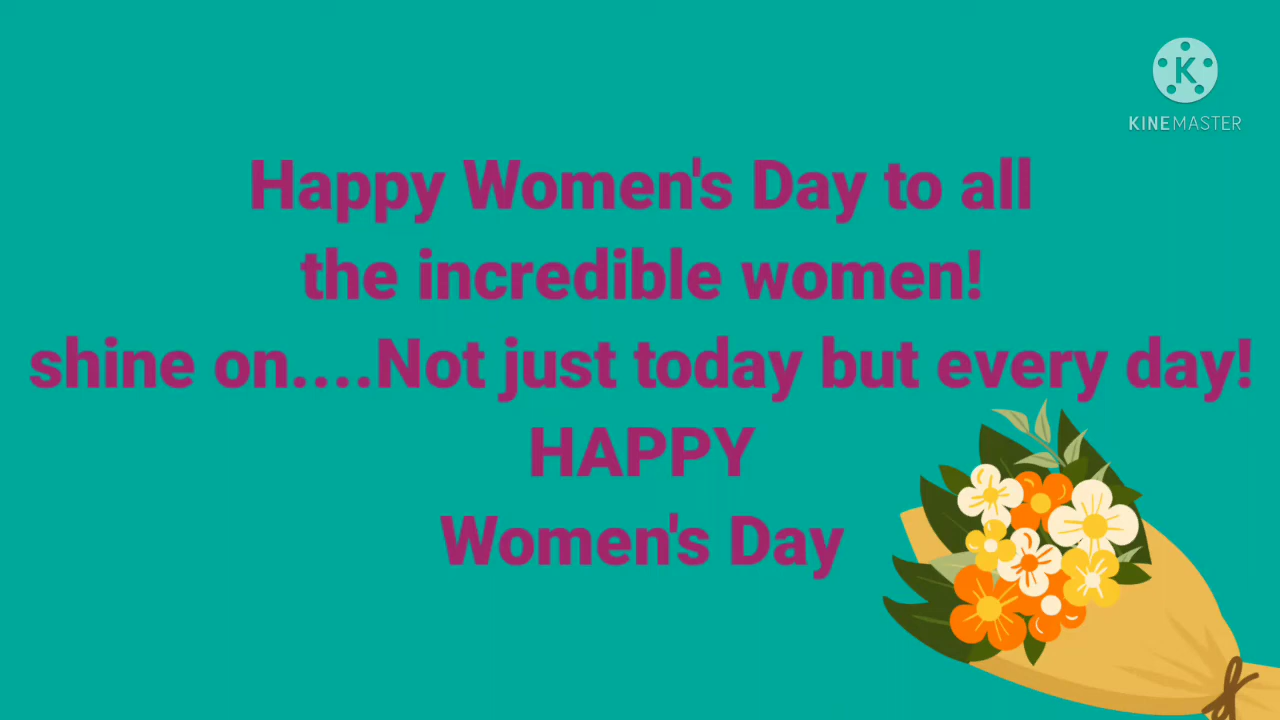 K
KINEMASTER
Happy Women's Day to all
the incredible women!
shine on....Not just today but every day!
HAPPY
Women's Day